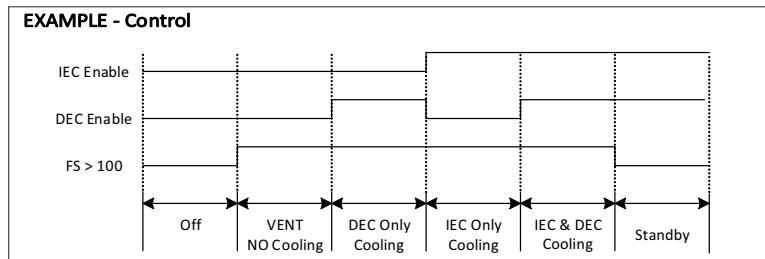 EXAMPLE - Control
IEC Enable
DEC Enable
FS > 100
Off
VENT
NO Cooling
DEC Only
Cooling
IEC Only
Cooling
IEC & DEC
Cooling
Standby